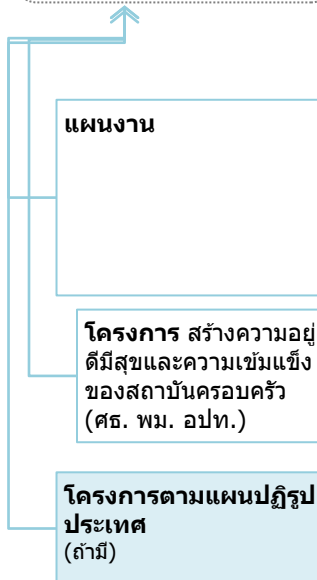 แผนงาน
โครงการ สร้างความอยู่
ดีมีสุขและความเข้มแข็ง
ของสถาบันครอบครัว
(ศธ. พม. อปท.)
โครงการตามแผนปฏิรูป
ประเทศ
(ถ้ามี)